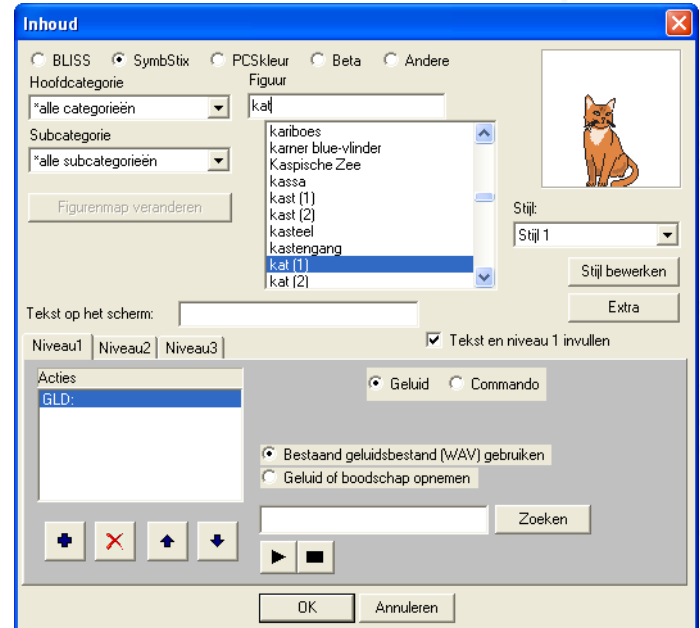 Inhoud
BLISS SymbStix PCSkleur Beta Andere
Hoofdcategorie
*alle categorieën
Subcategorie
*alle subcategorieën
Figurenmap veranderen
Figuur
kat
kariboes
karner blue-vlinder
Kaspische Zee
kassa
kast (1)
kast (2)
kasteel
kastengang
kat (1)
kat (2)
Stijl:
Stijl 1
Stijl bewerken
Extra
Tekst op het scherm:
Tekst en niveau 1 invullen
Niveau1 Niveau2 Niveau3
Acties
GLD:
Geluid Commando
Bestaand geluidsbestand (WAV) gebruiken
Geluid of boodschap opnemen
Zoeken
OK Annuleren